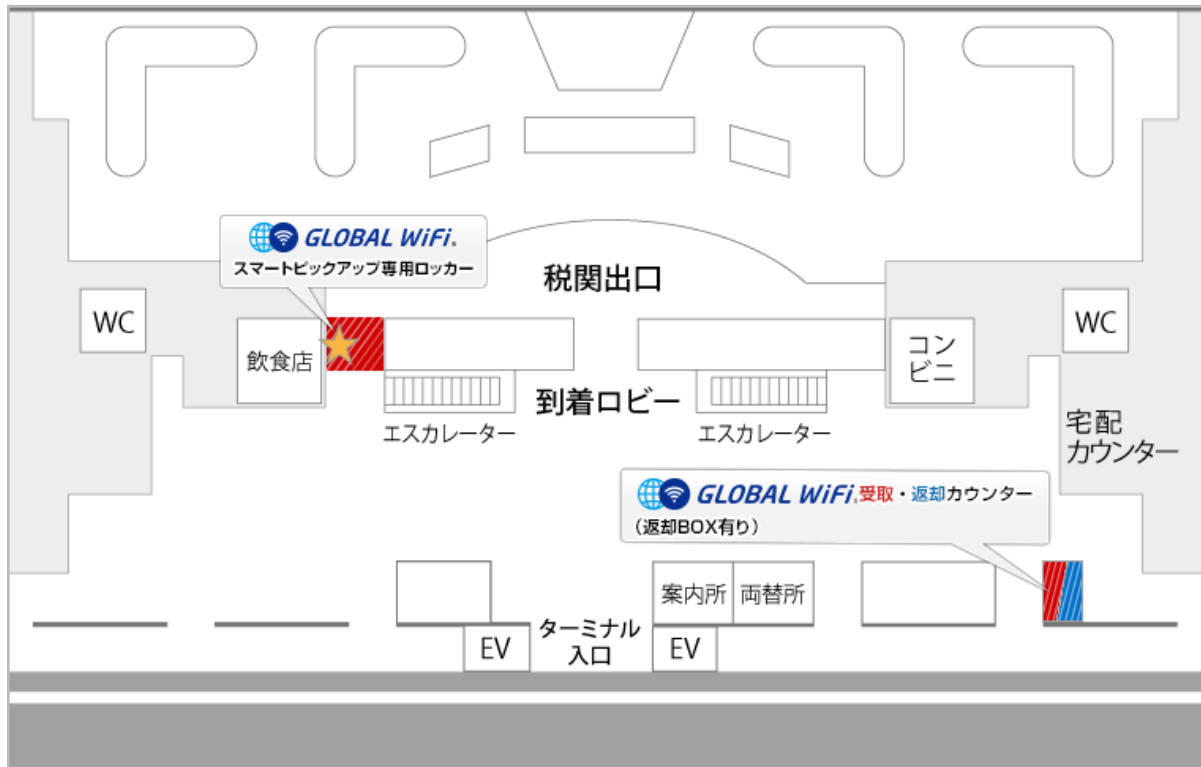 GLOBAL WiFi®
スマートピックアップ専用ロッカー
税関出口
WC
WC
飲食店
コン
ビニ
到着ロビー
エスカレーター
エスカレーター
宅配
カウンター
GLOBAL WiFi®受取・返却カウンター
（返却BOX有り）
案内所
両替所
ターミナル
入口
EV
EV